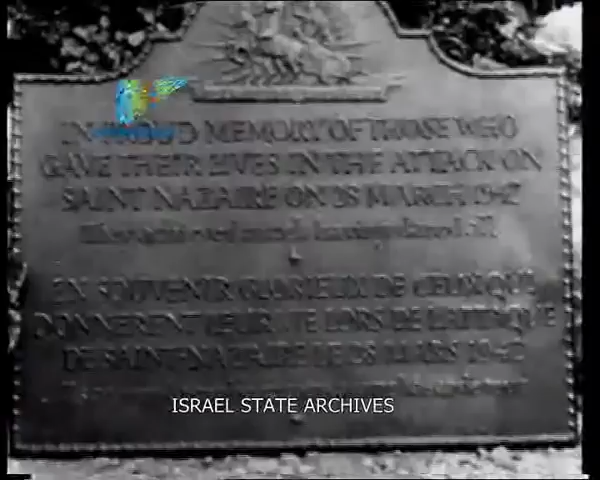 IN PROUD MEMORY OF THOSE WHO
GAVE THEIR LIVES IN THE ATTACK ON
SAINT NAZAIRE ON 28 MARCH 1942
EN SOUVENIR GLORIEUX DE CEUX QUI
DONNERENT LEUR VIE LORS DE L'ATTAQUE
DE SAINT-NAZAIRE LE 28 MARS 1942
ISRAEL STATE ARCHIVES